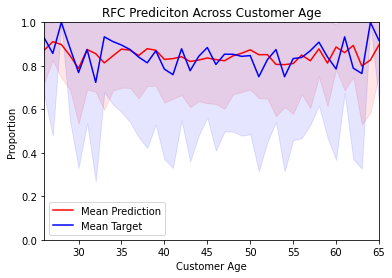 RFC Prediciton Across Customer Age
1.0
0.8
0.6
0.4
0.2
0.0
Proportion
Mean Prediction
Mean Target
30 35 40 45 50 55 60 65
Customer Age